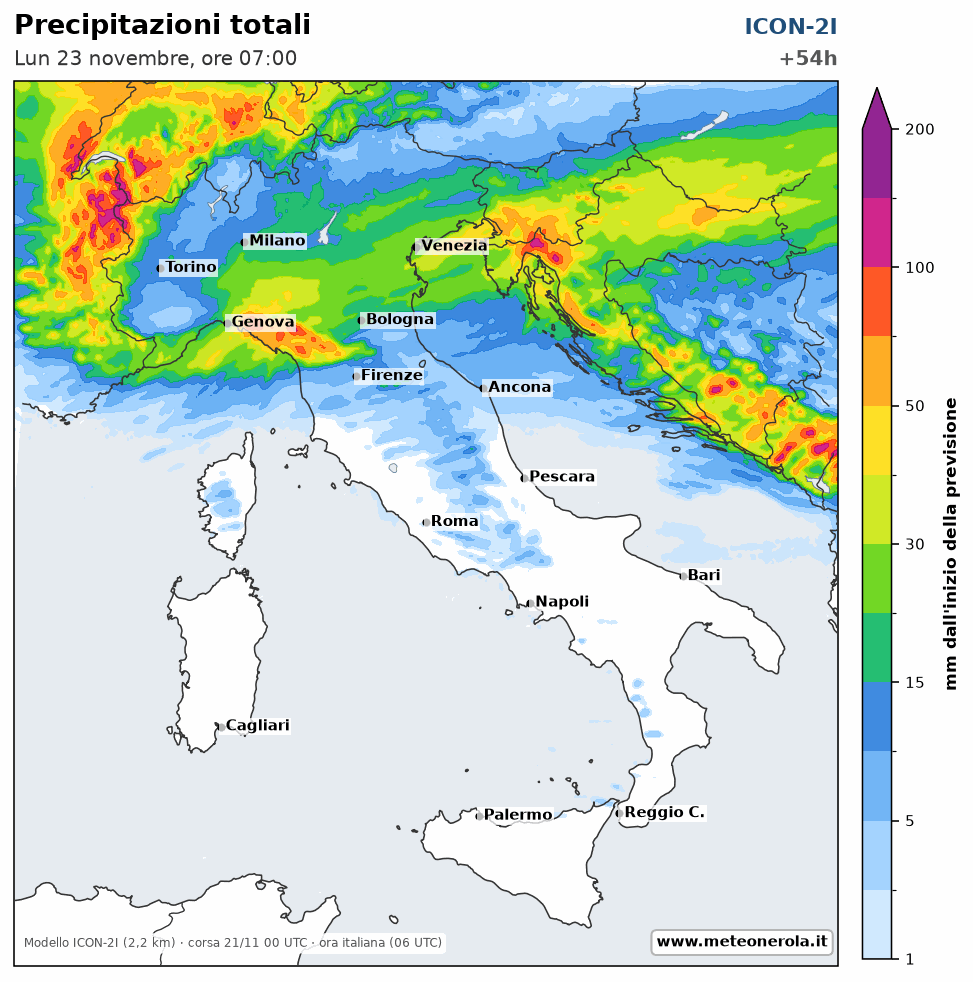 Precipitazioni totali
ICON-2I
Lun 23 novembre, ore 07:00
+54h
200
100
50
30
15
5
1
mm dall'inizio della previsione
Milano
Venezia
Torino
Genova
Bologna
Firenze
Ancona
Pescara
Roma
Bari
Napoli
Cagliari
Palermo
Reggio C.
Modello ICON-2I (2,2 km) · corsa 21/11 00 UTC · ora italiana (06 UTC)
www.meteonerola.it